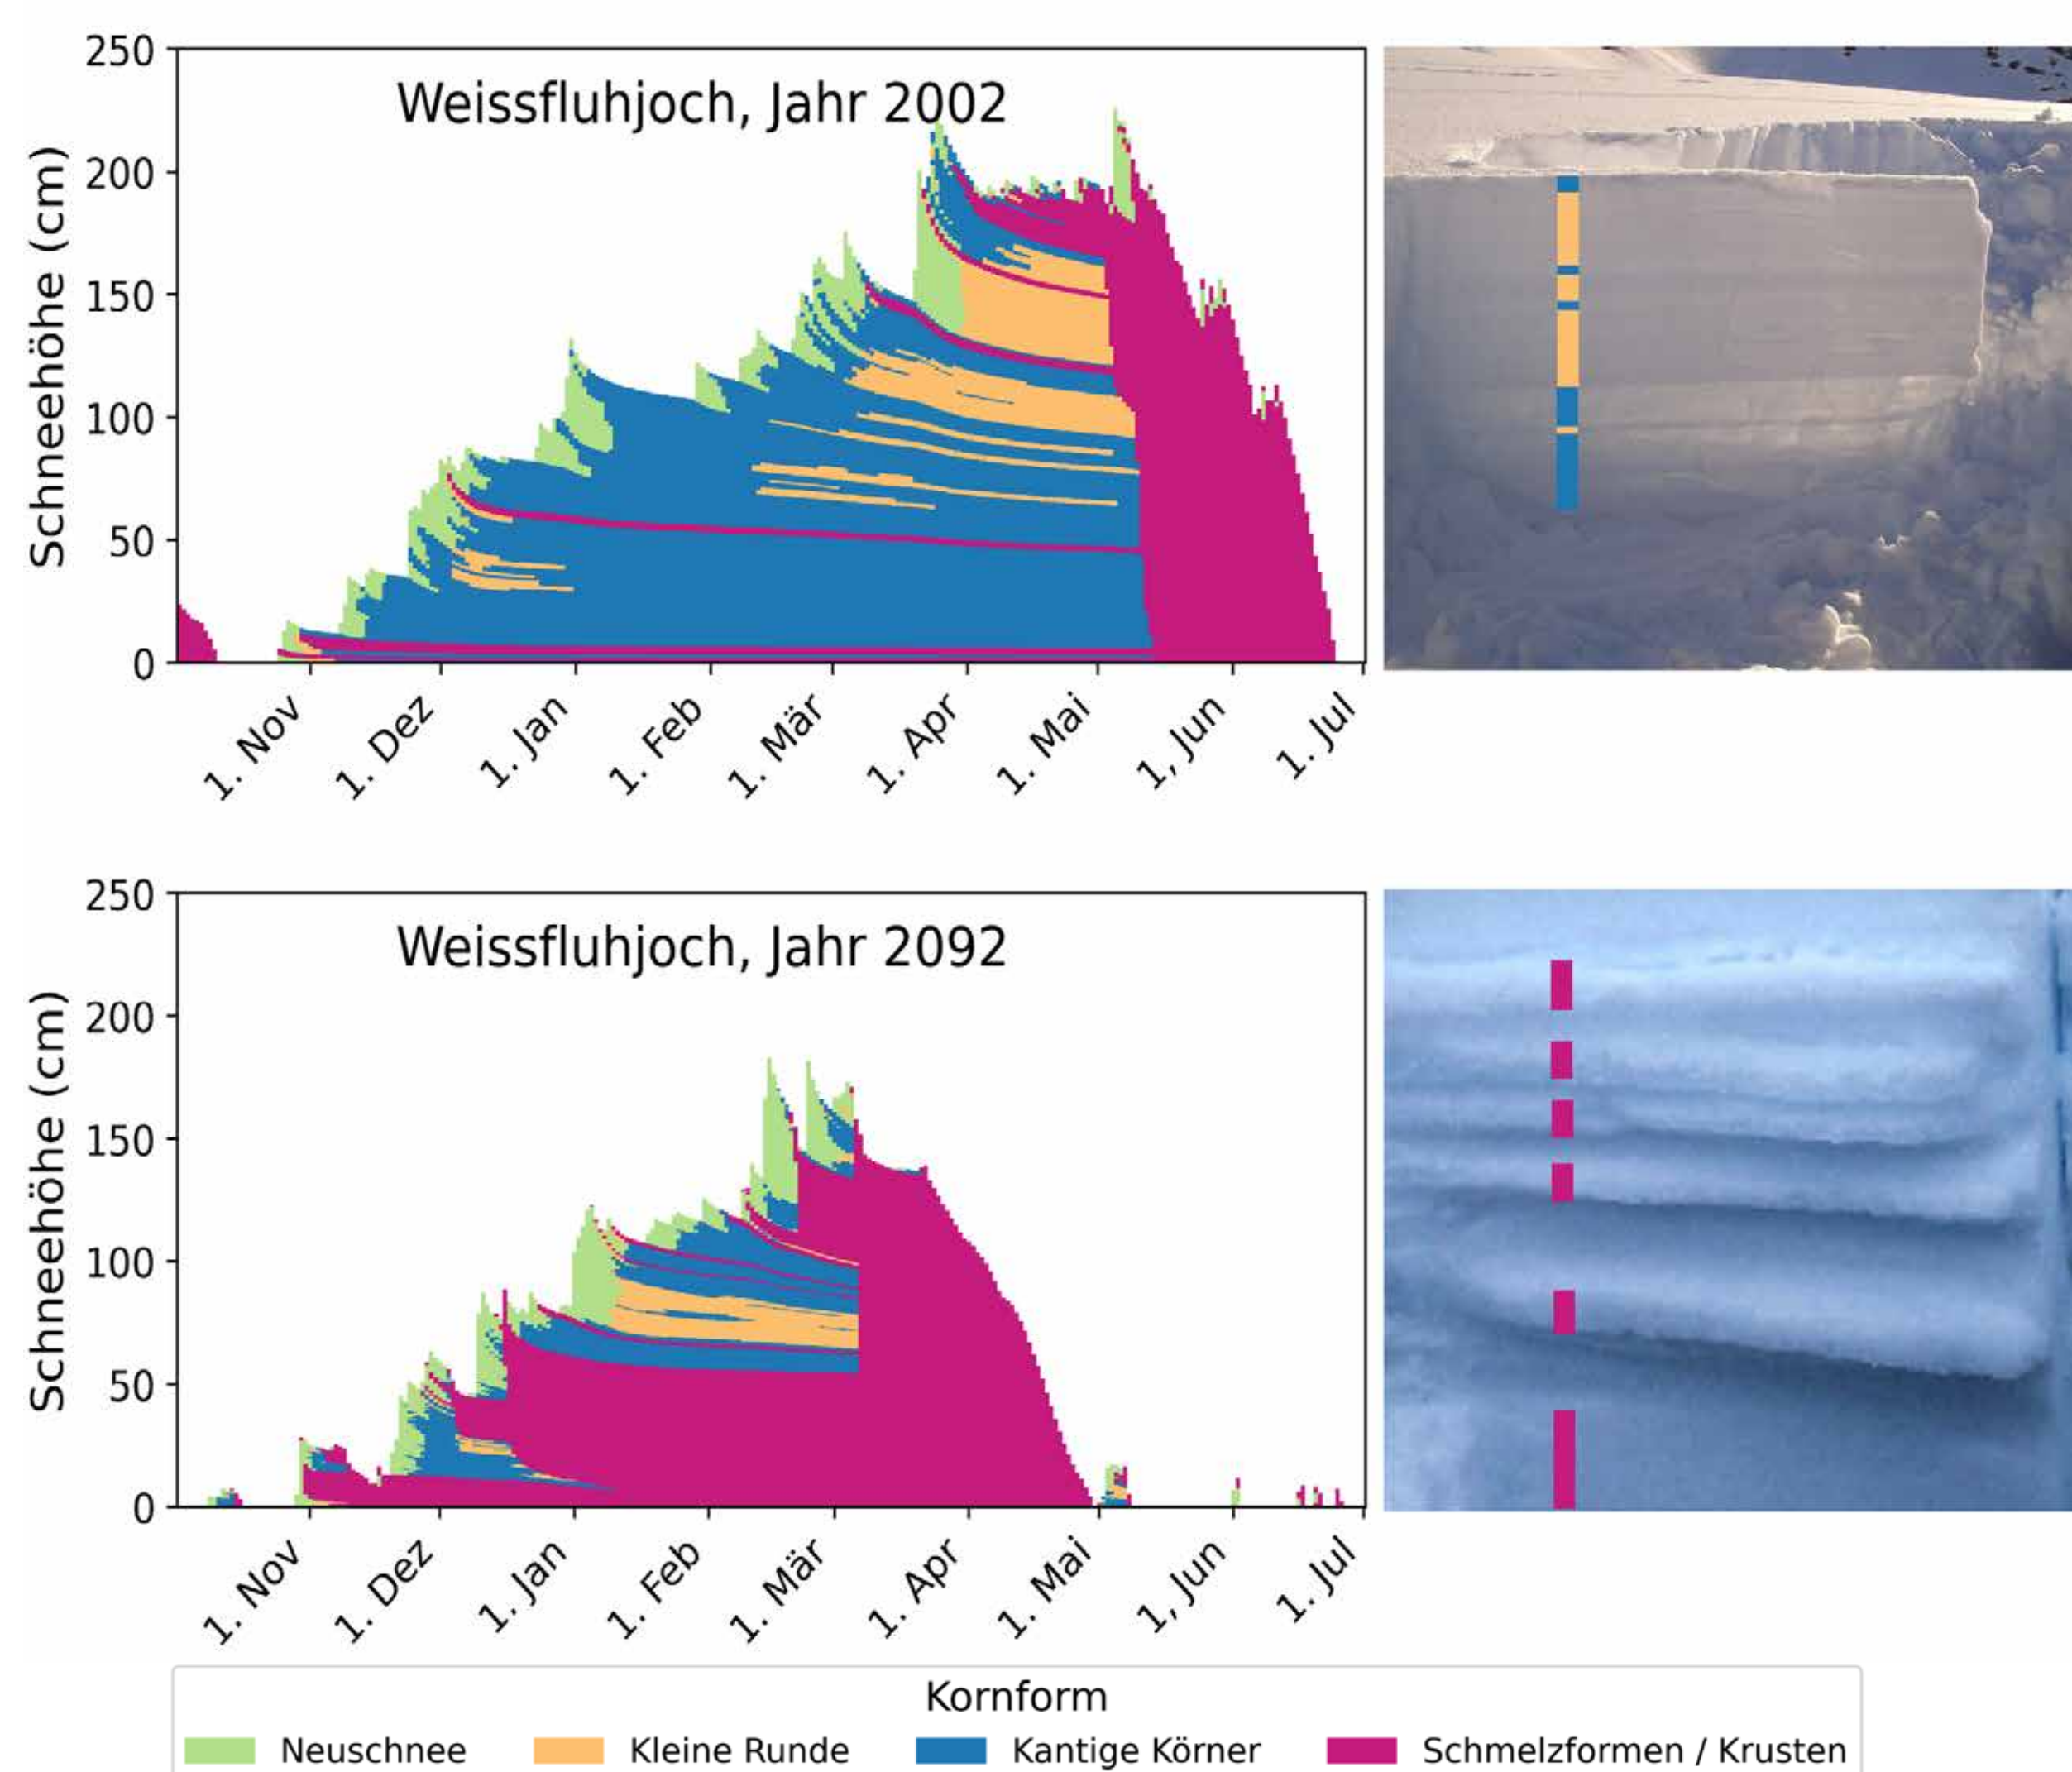 Weissfluhjoch, Jahr 2002
Schneehöhe (cm)
250
200
150
100
50
0
1. Nov
1. Dez
1. Jan
1. Feb
1. Mär
1. Apr
1. Mai
1, Jun
1. Jul
Weissfluhjoch, Jahr 2092
Schneehöhe (cm)
250
200
150
100
50
0
1. Nov
1. Dez
1. Jan
1. Feb
1. Mär
1. Apr
1. Mai
1, Jun
1. Jul
Kornform
Neuschnee Kleine Runde Kantige Körner Schmelzformen / Krusten